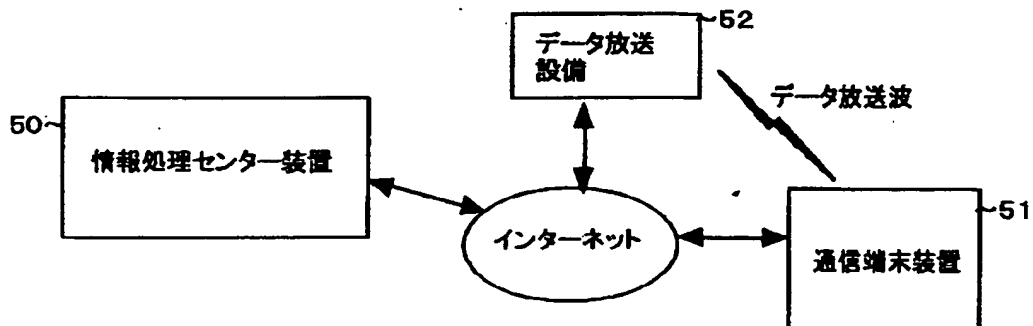 52
データ放送
設備
データ放送波
50
情報処理センター装置
51
インターネット
通信端末装置